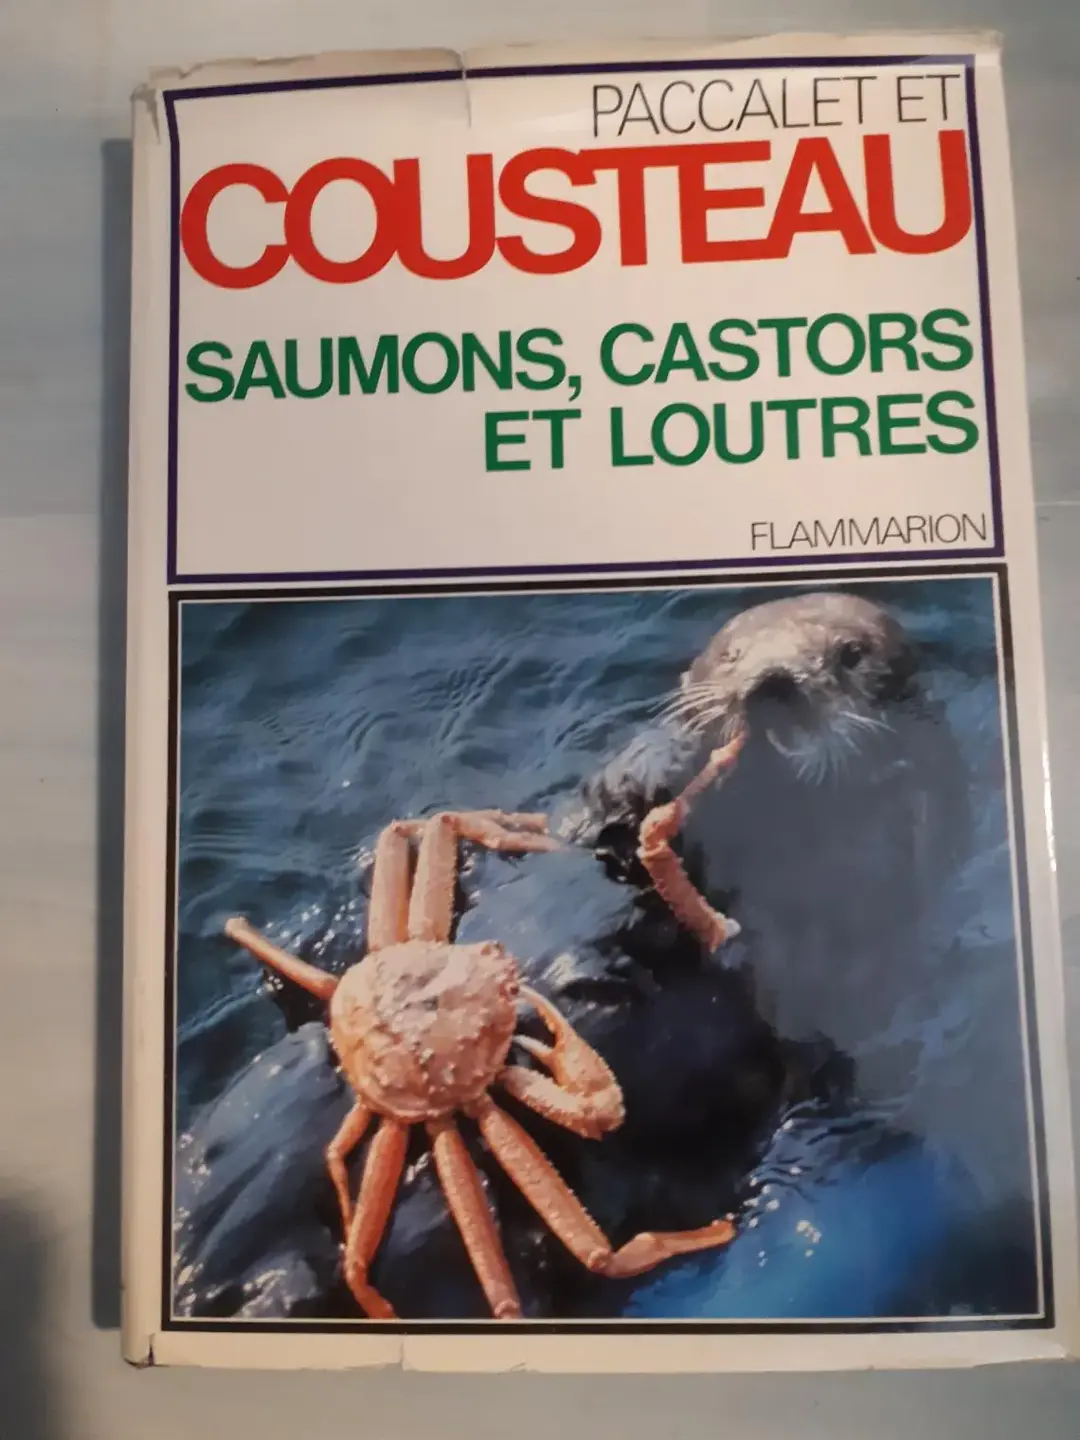 PACCALET ET
COUSTEAU
SAUMONS, CASTORS
ET LOUTRES
FLAMMARION